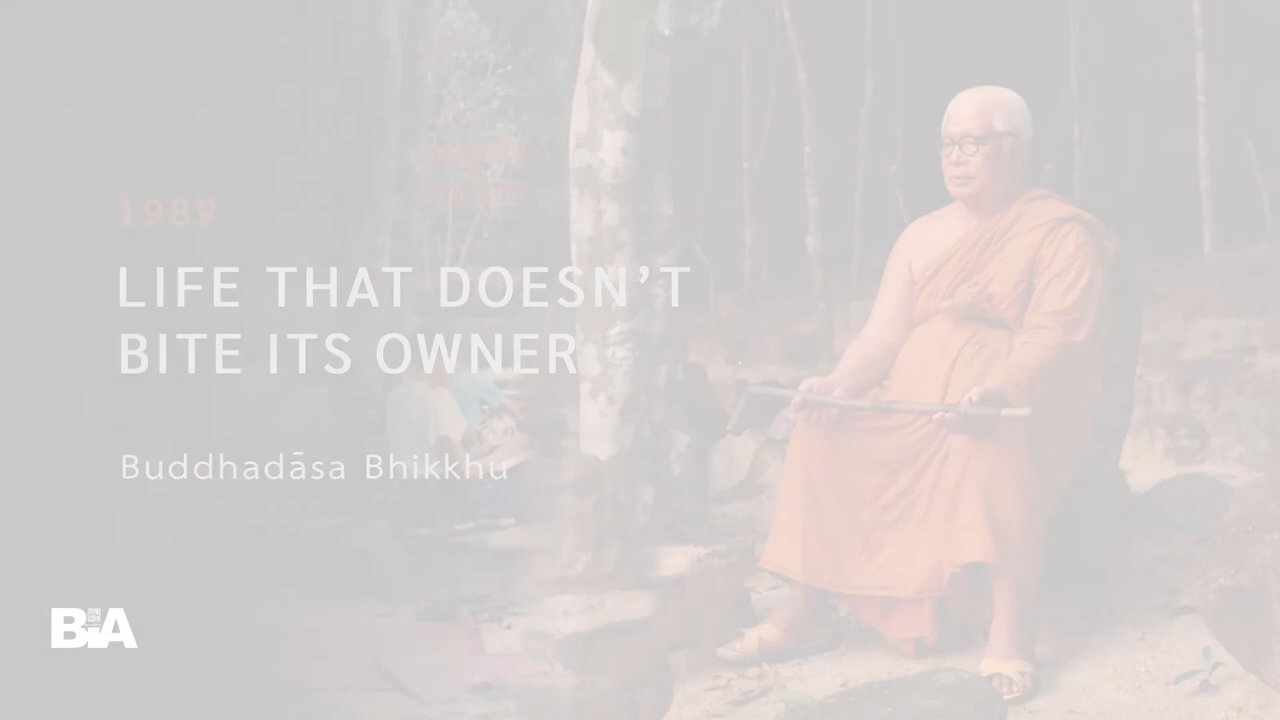 1989
LIFE THAT DOESN’T
BITE ITS OWNER
Buddhadāsa Bhikkhu
BIA